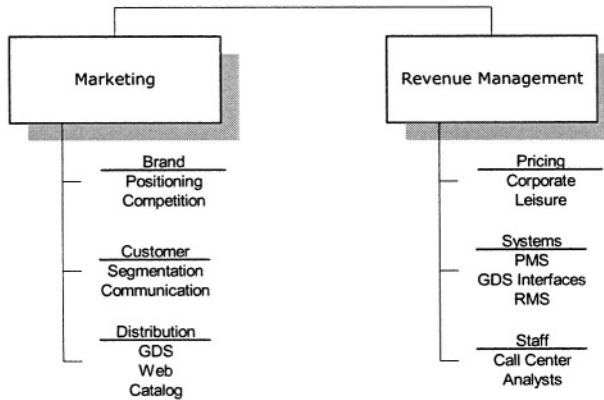 Marketing
Revenue Management
Brand
Positioning
Competition
Customer
Segmentation
Communication
Distribution
GDS
Web
Catalog
Pricing
Corporate
Leisure
Systems
PMS
GDS Interfaces
RMS
Staff
Call Center
Analysts